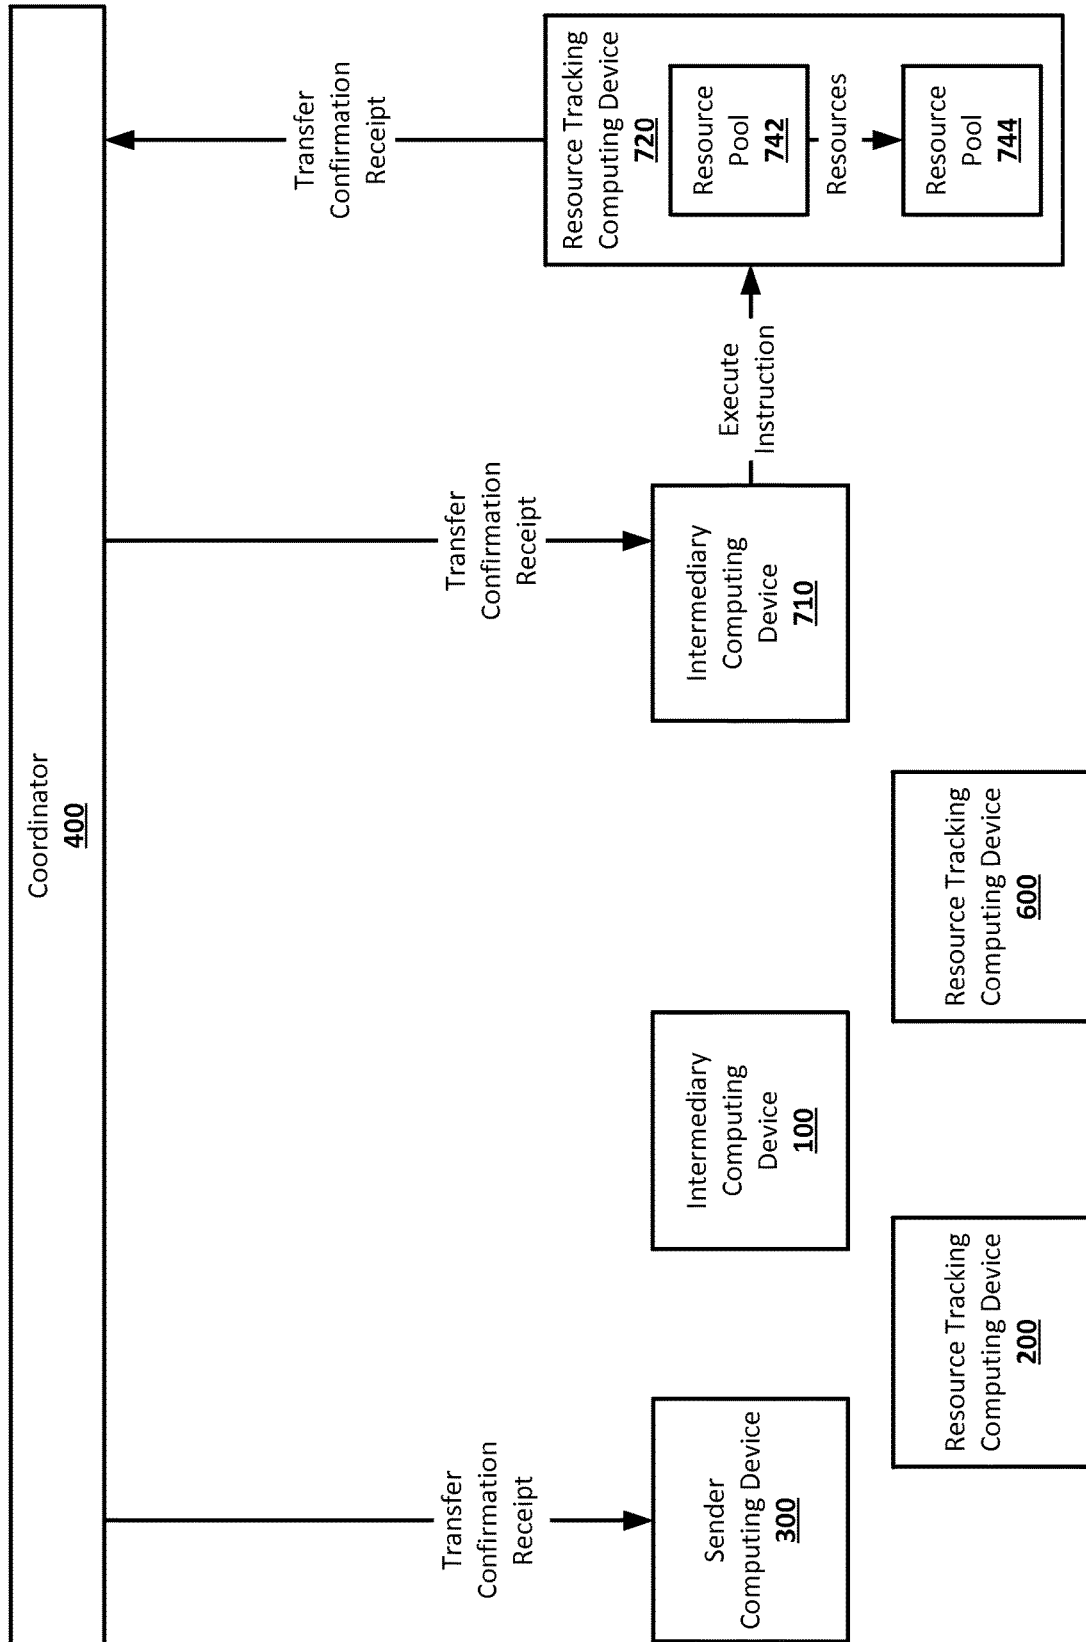 Coordinator
400
Transfer
Confirmation
Receipt
Transfer
Confirmation
Receipt
Transfer
Confirmation
Receipt
Sender
Computing Device
300
Intermediary
Computing
Device
100
Intermediary
Computing
Device
710
Execute
Instruction
Resource Tracking
Computing Device
720
Resource
Pool
742
Resources
Resource
Pool
744
Resource Tracking
Computing Device
200
Resource Tracking
Computing Device
600